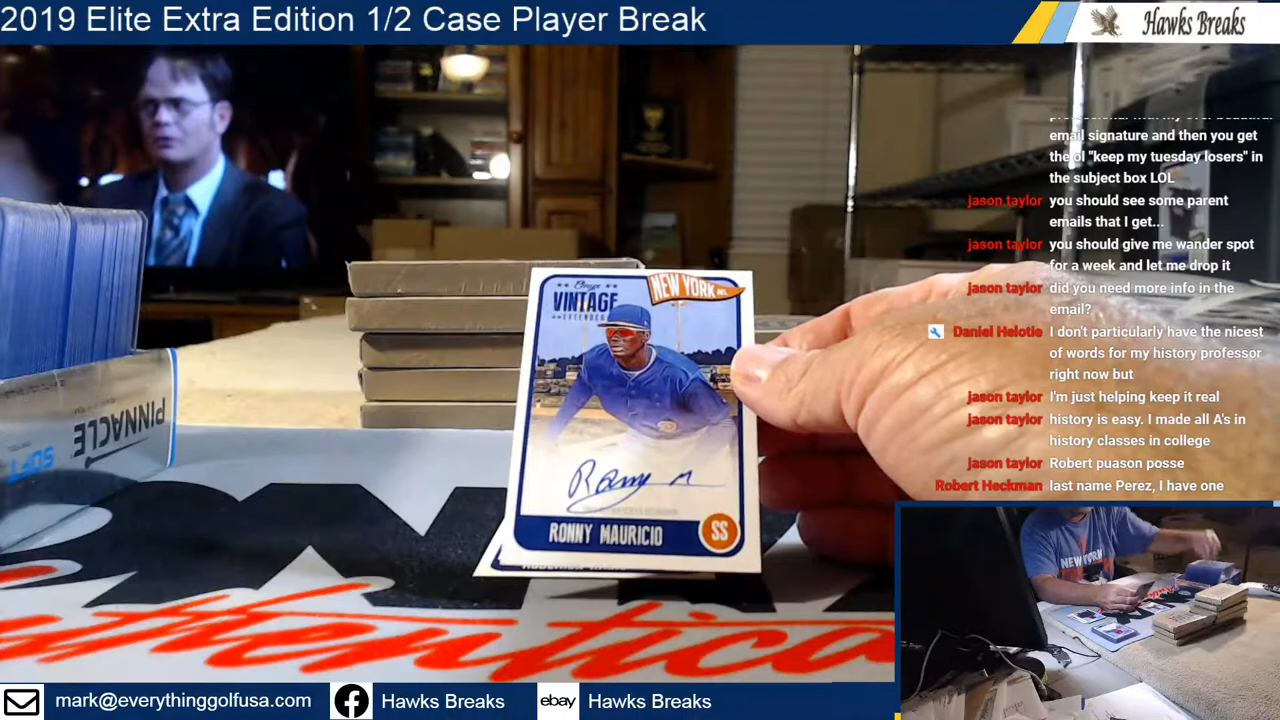 2019 Elite Extra Edition 1/2 Case Player Break
Hawks Breaks
email signature and then you get
the ol "keep my tuesday losers" in
the subject box LOL
jason taylor you should see some parent
emails that I get...
jason taylor you should give me wander spot
for a week and let me drop it
jason taylor did you need more info in the
email?
Daniel Helotie I don't particularly have the nicest
of words for my history professor
right now but
jason taylor I'm just helping keep it real
jason taylor history is easy. I made all A's in
history classes in college
jason taylor Robert puason posse
Robert Heckman last name Perez, I have one
Onyx
VINTAGE
EXTENDED
NEW YORK
RONNY MAURICIO
SS
PINNACLE
SOFT
uthentica
NEW YORK
mark@everythinggolfusa.com
Hawks Breaks
ebay
Hawks Breaks